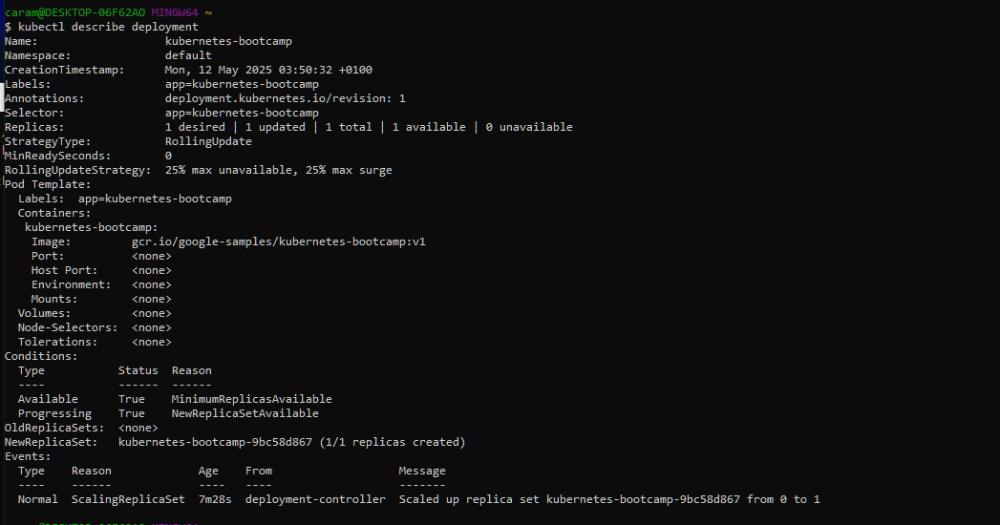 caram@DESKTOP-06F62AO MINGW64 ~
$ kubectl describe deployment
Name:                   kubernetes-bootcamp
Namespace:              default
CreationTimestamp:      Mon, 12 May 2025 03:50:32 +0100
Labels:                 app=kubernetes-bootcamp
Annotations:            deployment.kubernetes.io/revision: 1
Selector:               app=kubernetes-bootcamp
Replicas:               1 desired | 1 updated | 1 total | 1 available | 0 unavailable
StrategyType:           RollingUpdate
MinReadySeconds:        0
RollingUpdateStrategy:  25% max unavailable, 25% max surge
Pod Template:
  Labels:  app=kubernetes-bootcamp
  Containers:
   kubernetes-bootcamp:
    Image:         gcr.io/google-samples/kubernetes-bootcamp:v1
    Port:          <none>
    Host Port:     <none>
    Environment:   <none>
    Mounts:        <none>
  Volumes:         <none>
  Node-Selectors:  <none>
  Tolerations:     <none>
Conditions:
  Type           Status  Reason
  ----           ------  ------
  Available      True    MinimumReplicasAvailable
  Progressing    True    NewReplicaSetAvailable
OldReplicaSets:  <none>
NewReplicaSet:   kubernetes-bootcamp-9bc58d867 (1/1 replicas created)
Events:
  Type    Reason             Age    From                   Message
  ----    ------             ----   ----                   -------
  Normal  ScalingReplicaSet  7m28s  deployment-controller  Scaled up replica set kubernetes-bootcamp-9bc58d867 from 0 to 1